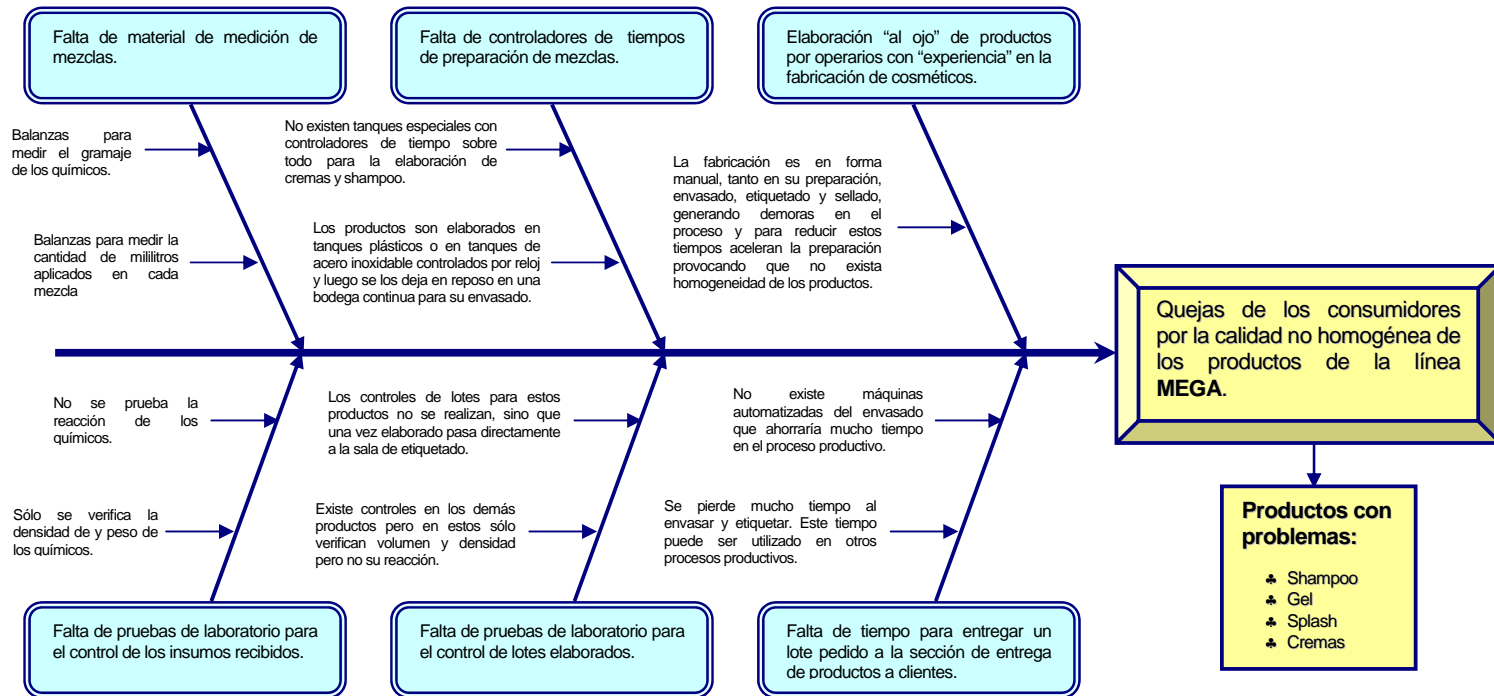 Falta de material de medición de
mezclas.
Falta de controladores de tiempos
de preparación de mezclas.
Elaboración “al ojo” de productos
por operarios con “experiencia” en la
fabricación de cosméticos.
Balanzas para
medir el gramaje
de los químicos.
Balanzas para medir la
cantidad de mililitros
aplicados en cada
mezcla
No existen tanques especiales con
controladores de tiempo sobre
todo para la elaboración de
cremas y shampoo.
Los productos son elaborados en
tanques plásticos o en tanques de
acero inoxidable controlados por reloj
y luego se los deja en reposo en una
bodega continua para su envasado.
La fabricación es en forma
manual, tanto en su preparación,
envasado, etiquetado y sellado,
generando demoras en el
proceso y para reducir estos
tiempos aceleran la preparación
provocando que no exista
homogeneidad de los productos.
Quejas de los consumidores
por la calidad no homogénea de
los productos de la línea
MEGA.
No se prueba la
reacción de los
químicos.
Sólo se verifica la
densidad de y peso de
los químicos.
Los controles de lotes para estos
productos no se realizan, sino que
una vez elaborado pasa directamente
a la sala de etiquetado.
Existe controles en los demás
productos pero en estos sólo
verifican volumen y densidad
pero no su reacción.
No existe máquinas
automatizadas del envasado
que ahorraría mucho tiempo
en el proceso productivo.
Se pierde mucho tiempo al
envasar y etiquetar. Este tiempo
puede ser utilizado en otros
procesos productivos.
Productos con
problemas:
♣ Shampoo
♣ Gel
♣ Splash
♣ Cremas
Falta de pruebas de laboratorio para
el control de los insumos recibidos.
Falta de pruebas de laboratorio para
el control de lotes elaborados.
Falta de tiempo para entregar un
lote pedido a la sección de entrega
de productos a clientes.